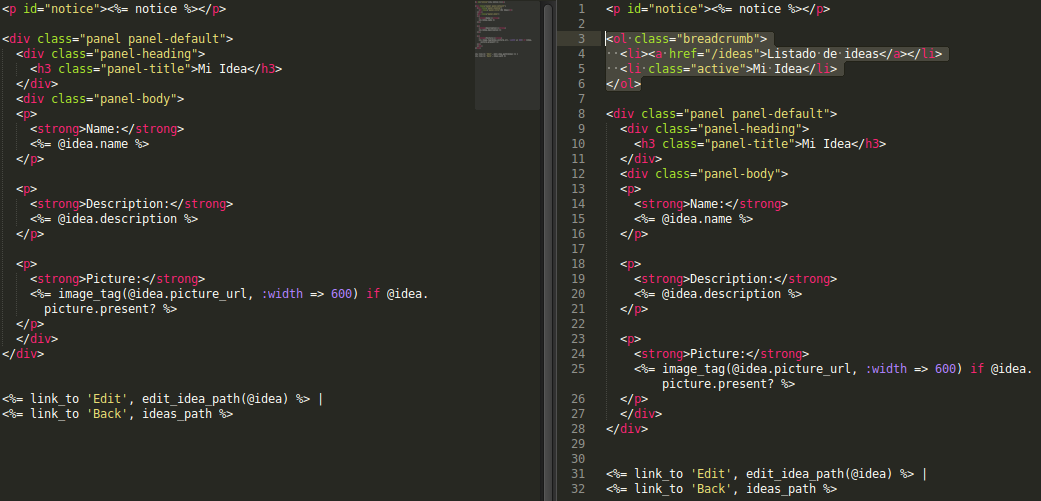 <p id="notice"><%= notice %></p>

<div class="panel panel-default">
  <div class="panel-heading">
    <h3 class="panel-title">Mi Idea</h3>
  </div>
  <div class="panel-body">
  <p>
    <strong>Name:</strong>
    <%= @idea.name %>
  </p>

  <p>
    <strong>Description:</strong>
    <%= @idea.description %>
  </p>

  <p>
    <strong>Picture:</strong>
    <%= image_tag(@idea.picture_url, :width => 600) if @idea.
      picture.present? %>
  </p>
  </div>
</div>


<%= link_to 'Edit', edit_idea_path(@idea) %> |
<%= link_to 'Back', ideas_path %>

1 <p id="notice"><%= notice %></p>
2
3 <ol class="breadcrumb">
4   <li><a href="/ideas">Listado de ideas</a></li>
5   <li class="active">Mi Idea</li>
6 </ol>
7
8 <div class="panel panel-default">
9   <div class="panel-heading">
10     <h3 class="panel-title">Mi Idea</h3>
11   </div>
12   <div class="panel-body">
13   <p>
14     <strong>Name:</strong>
15     <%= @idea.name %>
16   </p>
17
18   <p>
19     <strong>Description:</strong>
20     <%= @idea.description %>
21   </p>
22
23   <p>
24     <strong>Picture:</strong>
25     <%= image_tag(@idea.picture_url, :width => 600) if @idea.
        picture.present? %>
26   </p>
27   </div>
28 </div>
29
30
31 <%= link_to 'Edit', edit_idea_path(@idea) %> |
32 <%= link_to 'Back', ideas_path %>